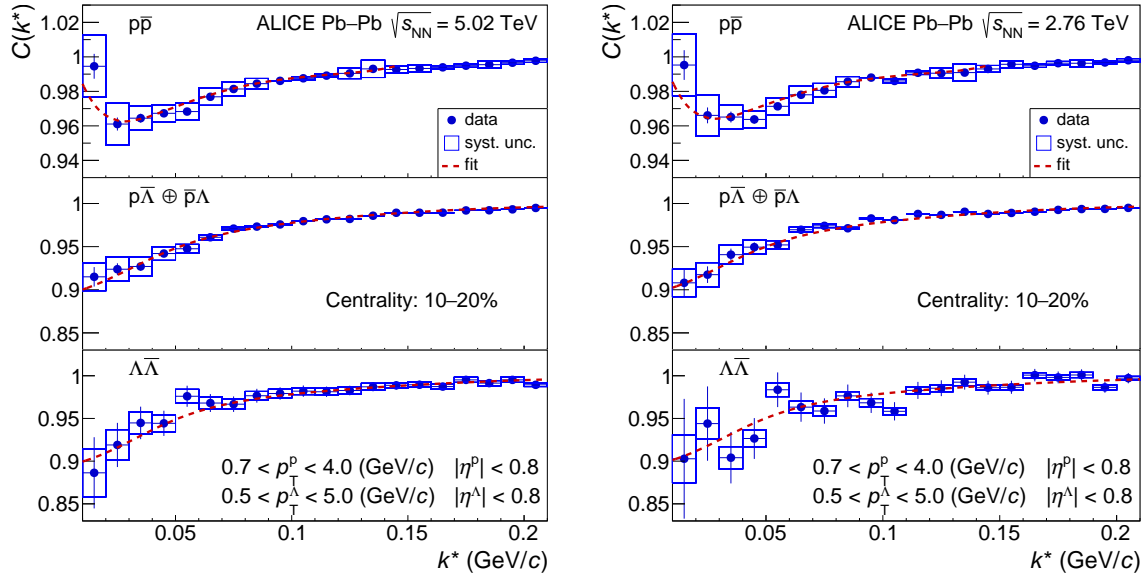 C(k*)
1.02
1
0.98
0.96
0.94
pp̅
ALICE Pb–Pb √sNN = 5.02 TeV
data
syst. unc.
fit
1
0.95
0.9
0.85
pΛ̅ ⊕ p̅Λ
Centrality: 10–20%
1
0.95
0.9
0.85
ΛΛ̅
0.7 < pTp < 4.0 (GeV/c) |ηp| < 0.8
0.5 < pTΛ < 5.0 (GeV/c) |ηΛ| < 0.8
0.05 0.1 0.15 0.2
k* (GeV/c)
C(k*)
1.02
1
0.98
0.96
0.94
pp̅
ALICE Pb–Pb √sNN = 2.76 TeV
data
syst. unc.
fit
1
0.95
0.9
0.85
pΛ̅ ⊕ p̅Λ
Centrality: 10–20%
1
0.95
0.9
0.85
ΛΛ̅
0.7 < pTp < 4.0 (GeV/c) |ηp| < 0.8
0.5 < pTΛ < 5.0 (GeV/c) |ηΛ| < 0.8
0.05 0.1 0.15 0.2
k* (GeV/c)